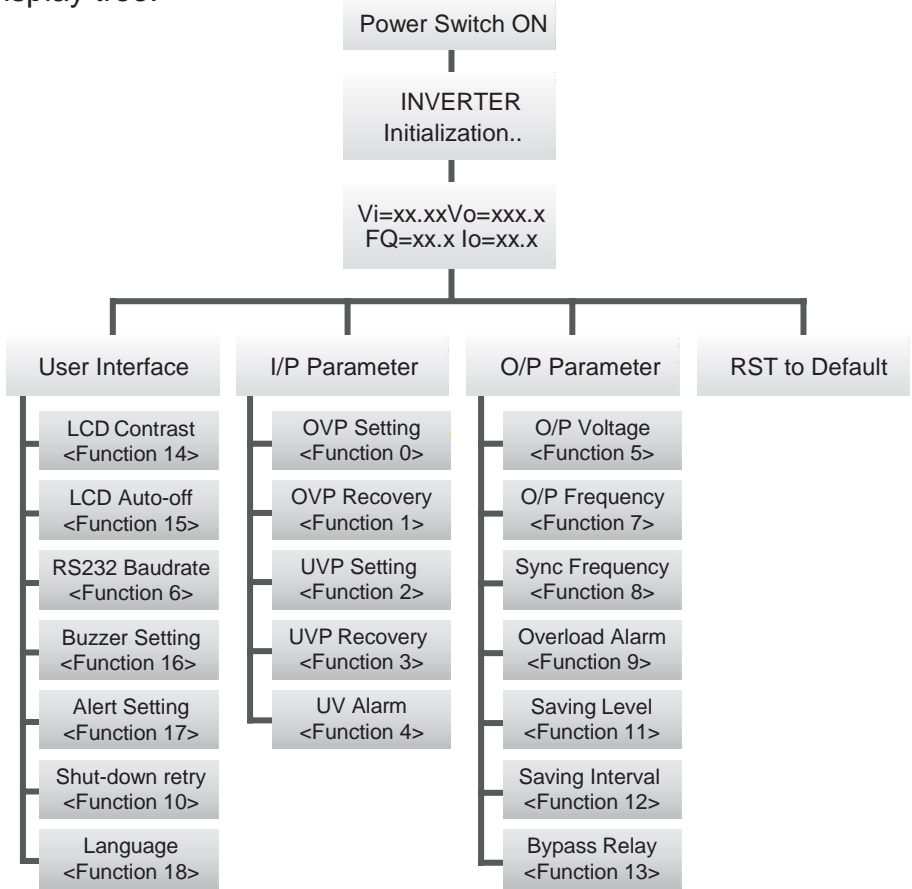 Power Switch ON
INVERTER
Initialization..
Vi=xx.xxVo=xxx.x
FQ=xx.x Io=xx.x
User Interface
LCD Contrast
<Function 14>
LCD Auto-off
<Function 15>
RS232 Baudrate
<Function 6>
Buzzer Setting
<Function 16>
Alert Setting
<Function 17>
Shut-down retry
<Function 10>
Language
<Function 18>
I/P Parameter
OVP Setting
<Function 0>
OVP Recovery
<Function 1>
UVP Setting
<Function 2>
UVP Recovery
<Function 3>
UV Alarm
<Function 4>
O/P Parameter
O/P Voltage
<Function 5>
O/P Frequency
<Function 7>
Sync Frequency
<Function 8>
Overload Alarm
<Function 9>
Saving Level
<Function 11>
Saving Interval
<Function 12>
Bypass Relay
<Function 13>
RST to Default